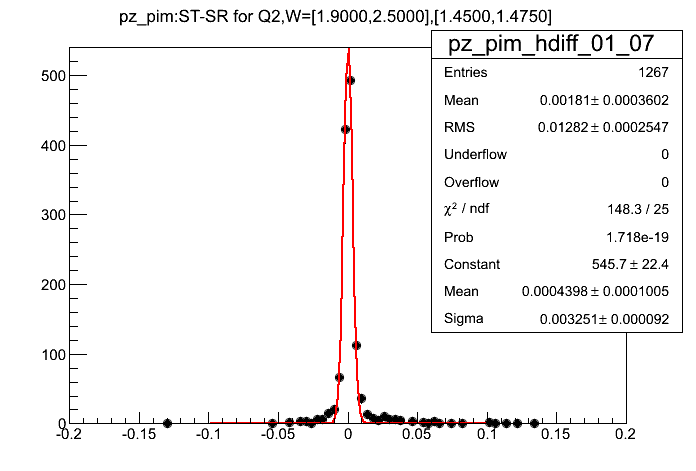 pz_pim:ST-SR for Q2,W=[1.9000,2.5000],[1.4500,1.4750]
pz_pim_hdiff_01_07
Entries 1267
Mean 0.00181± 0.0003602
RMS 0.01282 ± 0.0002547
Underflow 0
Overflow 0
χ² / ndf 148.3 / 25
Prob 1.718e-19
Constant 545.7 ± 22.4
Mean 0.0004398 ± 0.0001005
Sigma 0.003251± 0.000092
500
400
300
200
100
0
-0.2 -0.15 -0.1 -0.05 0 0.05 0.1 0.15 0.2